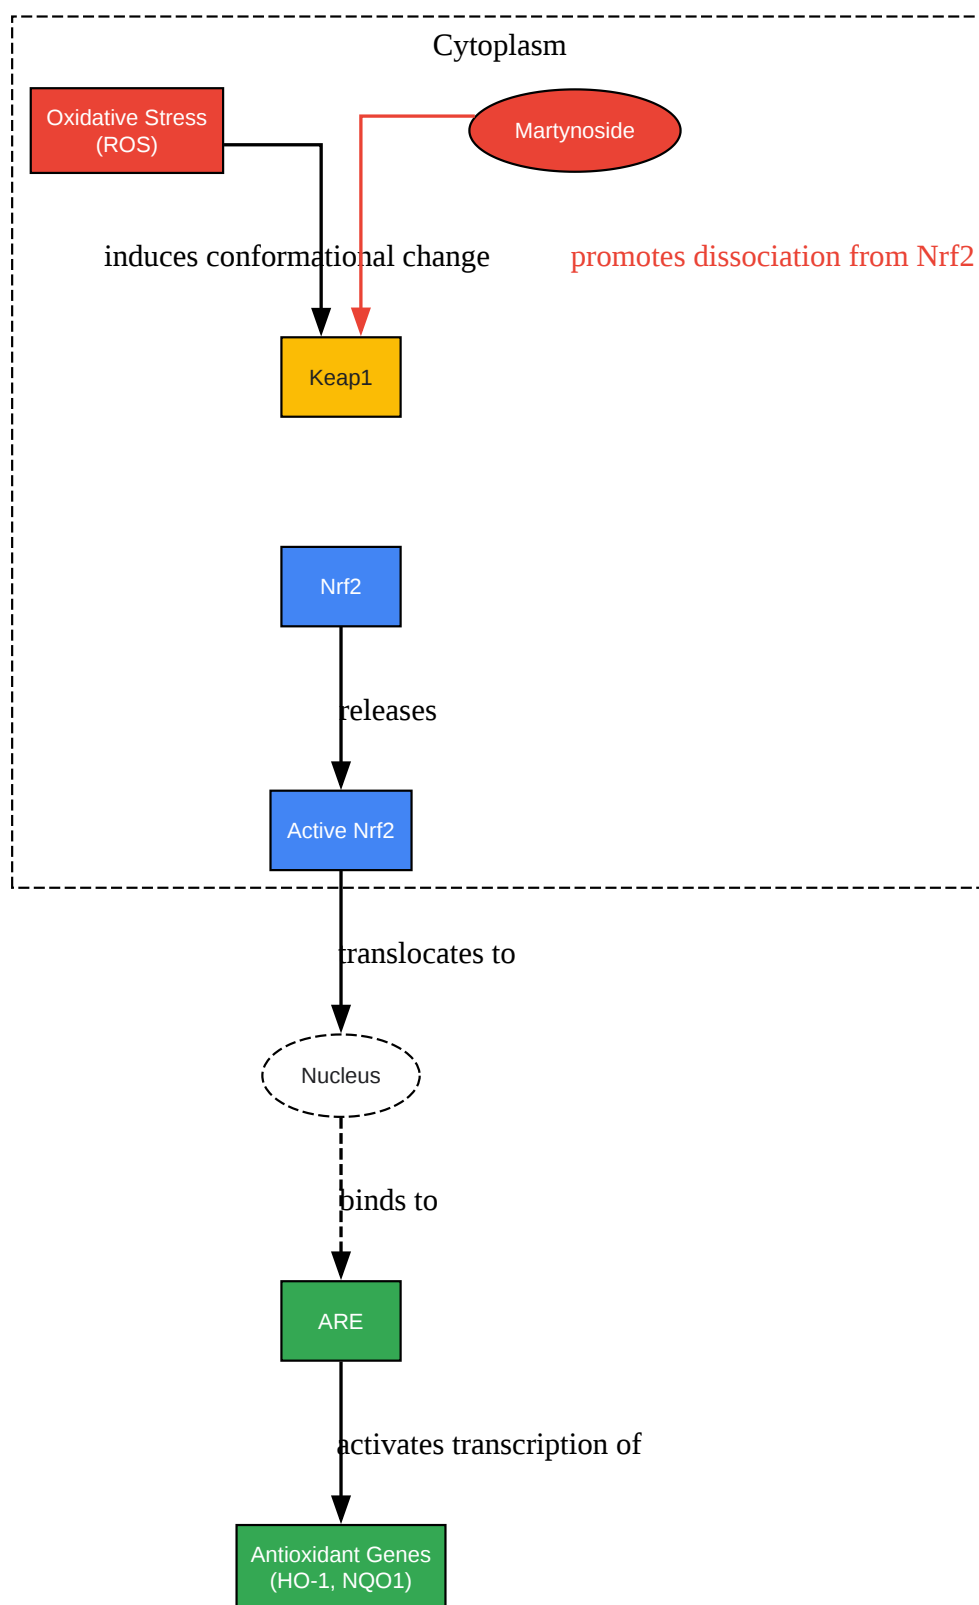 Cytoplasm
Oxidative Stress
(ROS)
Martynoside
induces conformational change
promotes dissociation from Nrf2
Keap1
Nrf2
releases
Active Nrf2
translocates to
Nucleus
binds to
ARE
activates transcription of
Antioxidant Genes
(HO-1, NQO1)